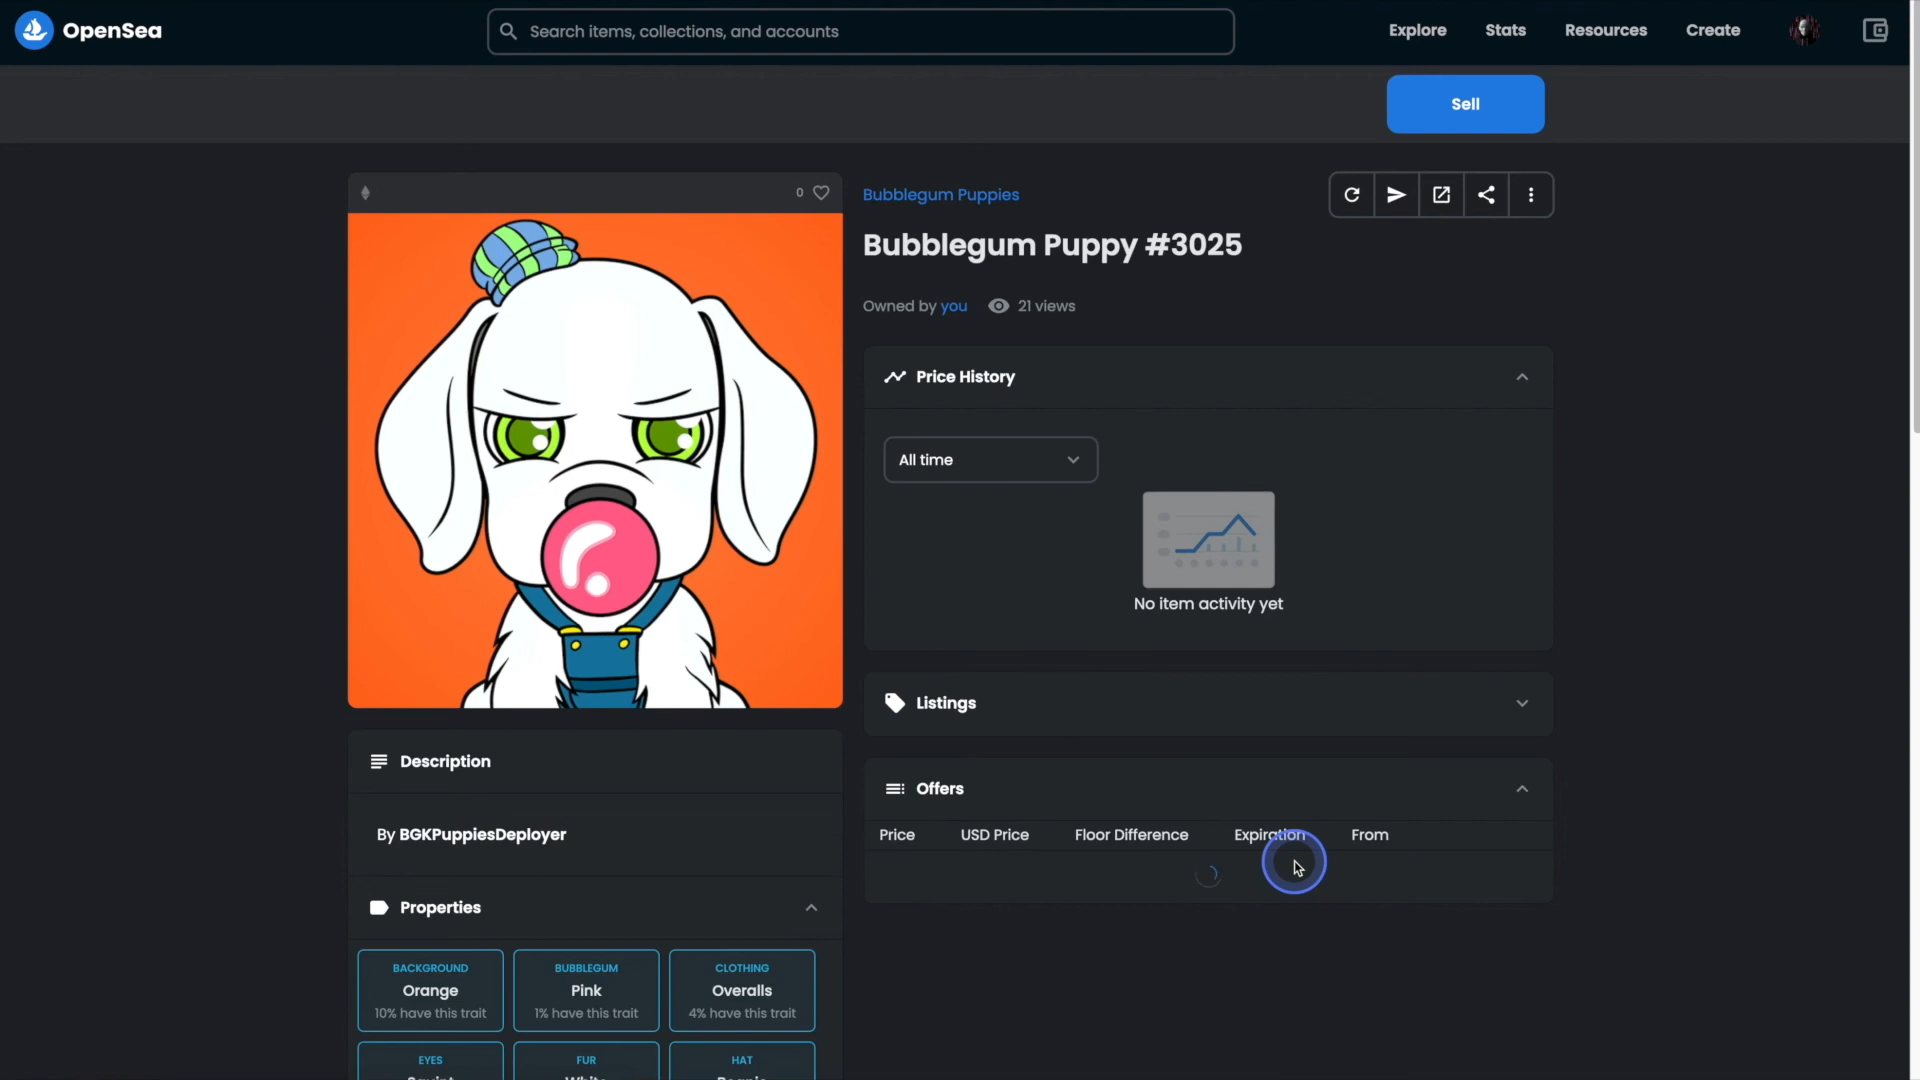 OpenSea
Search items, collections, and accounts
Explore
Stats
Resources
Create
Sell
0
Bubblegum Puppies
Bubblegum Puppy #3025
Owned by you
21 views
Price History
All time
No item activity yet
Listings
Offers
Price
USD Price
Floor Difference
Expiration
From
Description
By BGKPuppiesDeployer
Properties
BACKGROUND
Orange
10% have this trait
BUBBLEGUM
Pink
1% have this trait
CLOTHING
Overalls
4% have this trait
EYES
FUR
HAT